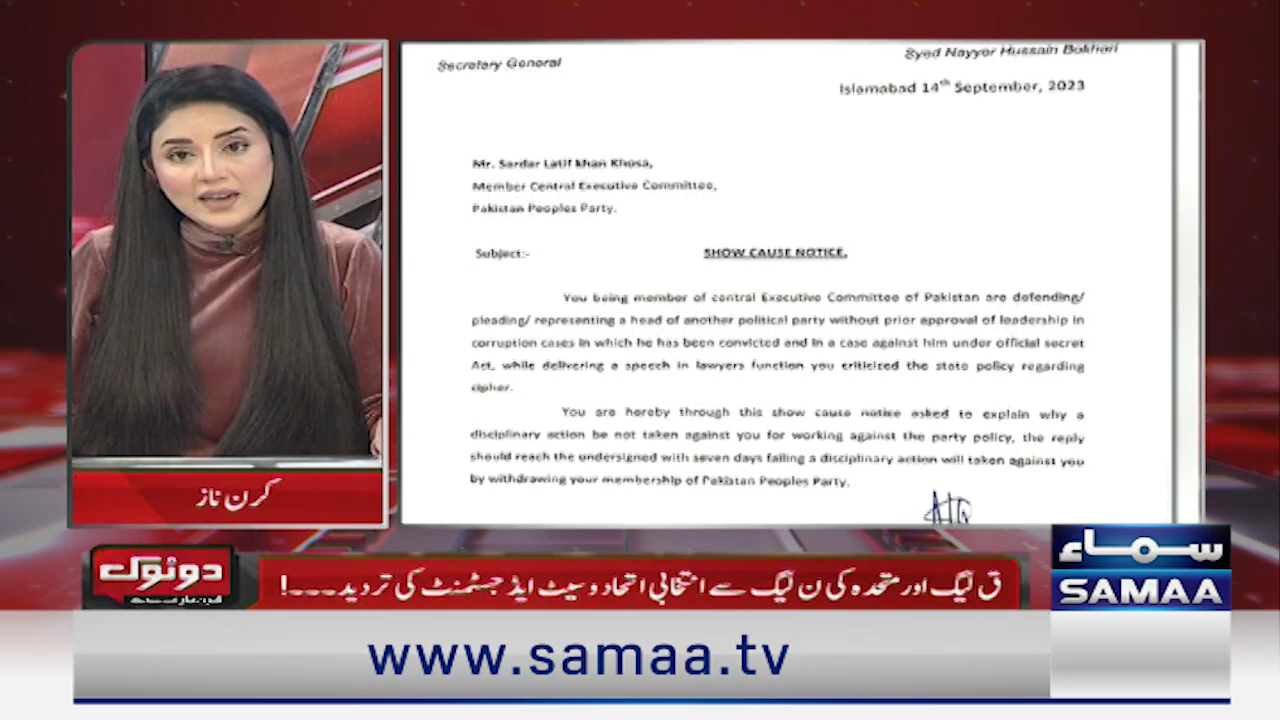 Secretary General
Syed Nayyar Hussain Bokhari
Islamabad 14th September, 2023
Mr. Sardar Latif khan Khosa,
Member Central Executive Committee,
Pakistan Peoples Party.
Subject:- SHOW CAUSE NOTICE.
You being member of central Executive Committee of Pakistan are defending/
pleading/ representing a head of another political party without prior approval of leadership in
corruption cases in which he has been convicted and in a case against him under official secret
Act, while delivering a speech in lawyers function you criticized the state policy regarding
cipher.
You are hereby through this show cause notice asked to explain why a
disciplinary action be not taken against you for working against the party policy, the reply
should reach the undersigned with seven days failing a disciplinary action will taken against you
by withdrawing your membership of Pakistan Peoples Party.
کرن ناز
دو ٹوک
ق لیگ اور متحدہ کی ن لیگ سے انتخابی اتحاد و سیٹ ایڈجسٹمنٹ کی تردید۔۔۔۔!
سماء
SAMAA
www.samaa.tv